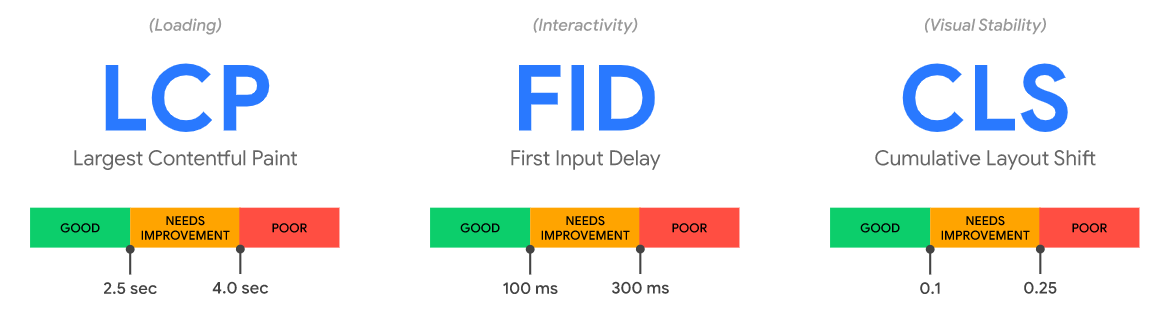 (Loading)
LCP
Largest Contentful Paint
GOOD
NEEDS
IMPROVEMENT
POOR
2.5 sec
4.0 sec
(Interactivity)
FID
First Input Delay
GOOD
NEEDS
IMPROVEMENT
POOR
100 ms
300 ms
(Visual Stability)
CLS
Cumulative Layout Shift
GOOD
NEEDS
IMPROVEMENT
POOR
0.1
0.25